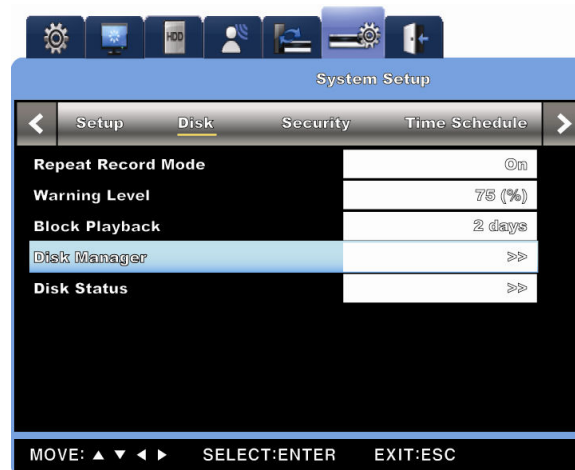 HDD
System Setup
Setup Disk Security Time Schedule
Repeat Record Mode On
Warning Level 75 (%)
Block Playback 2 days
Disk Manager >>
Disk Status >>
MOVE: ▲ ▼ ◀ ▶ SELECT:ENTER EXIT:ESC